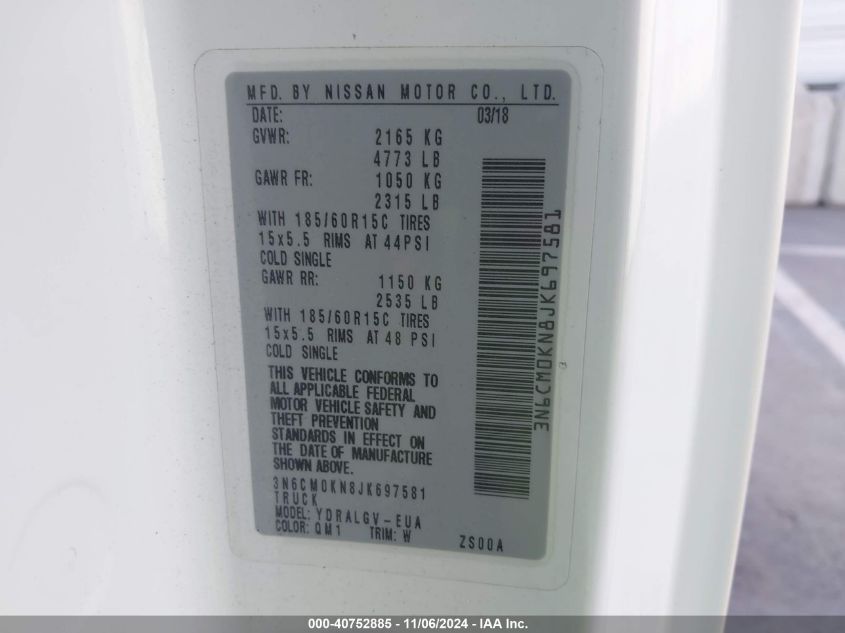 MFD. BY NISSAN MOTOR CO., LTD.
DATE: 03/18
GVWR: 2165 KG
4773 LB
GAWR FR: 1050 KG
2315 LB
WITH 185/60R15C TIRES
15x5.5 RIMS AT 44PSI
COLD SINGLE
GAWR RR: 1150 KG
2535 LB
WITH 185/60R15C TIRES
15x5.5 RIMS AT 48 PSI
COLD SINGLE
THIS VEHICLE CONFORMS TO
ALL APPLICABLE FEDERAL
MOTOR VEHICLE SAFETY AND
THEFT PREVENTION
STANDARDS IN EFFECT ON
THE DATE OF MANUFACTURE
SHOWN ABOVE.
3N6CM0KN8JK697581
TRUCK
MODEL: YDRALGV-EUA
COLOR: QM1 TRIM: W ZS00A
3N6CM0KN8JK697581
000-40752885 - 11/06/2024 - IAA Inc.